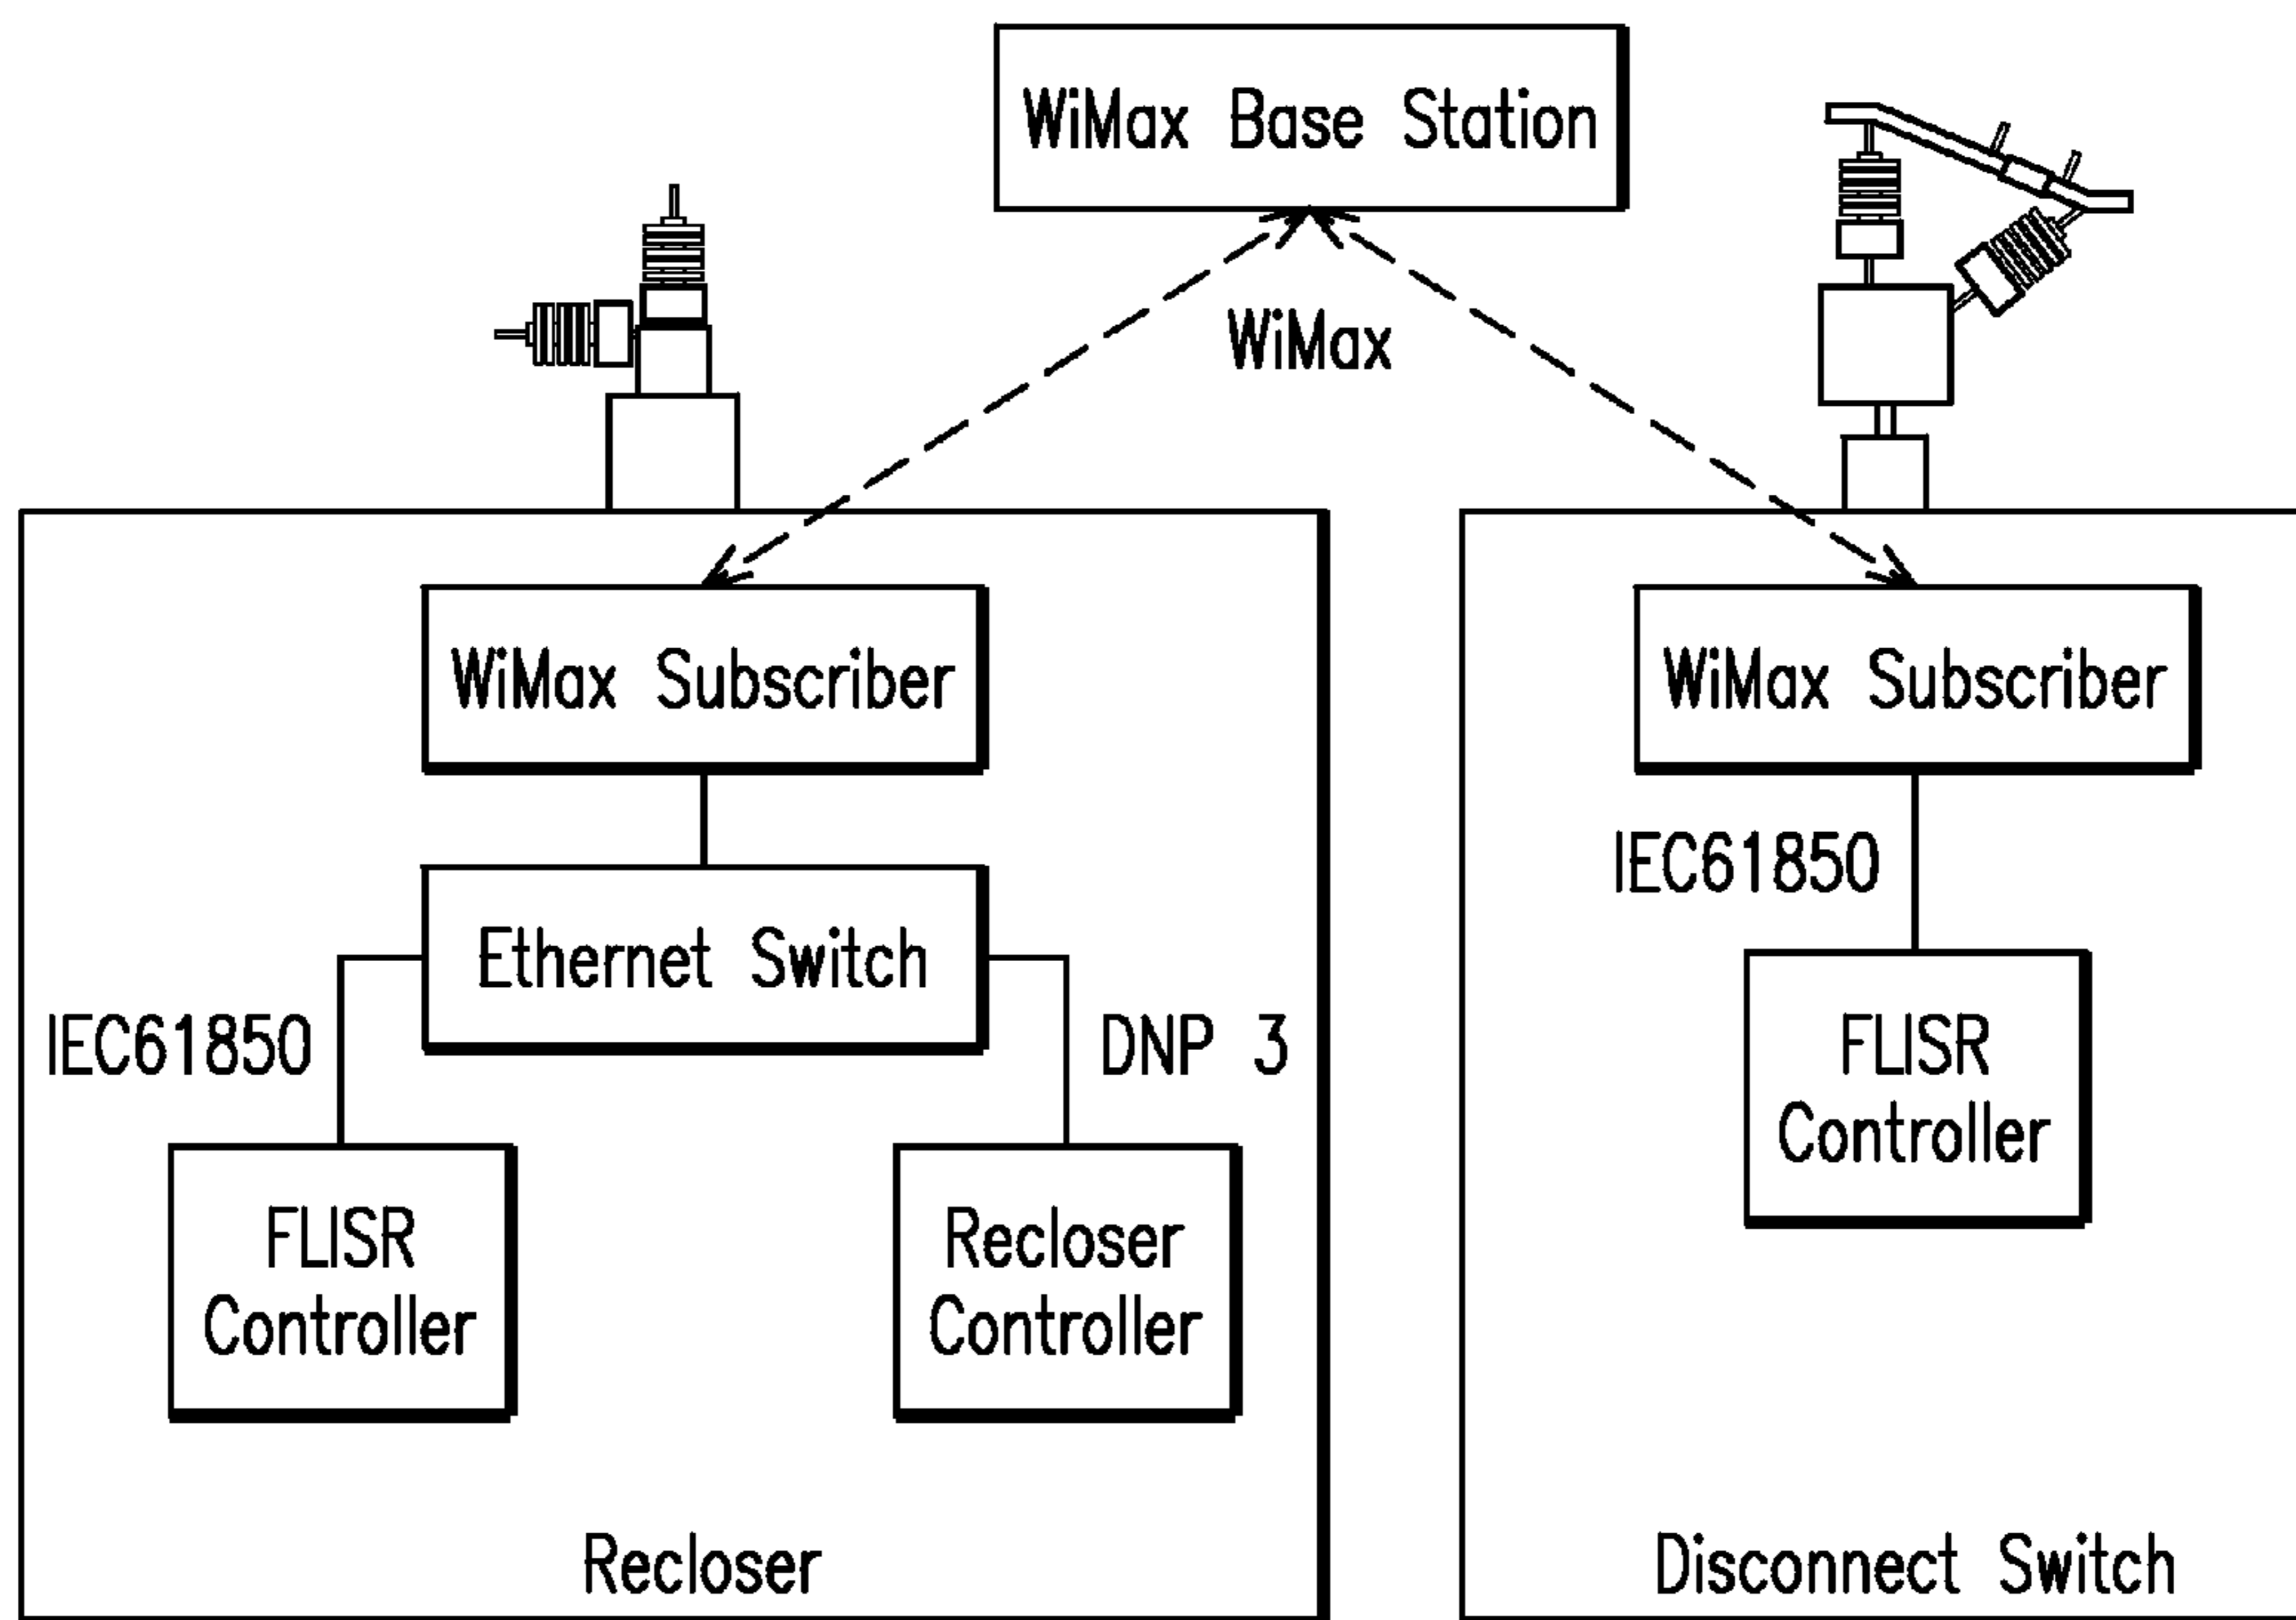 WiMax Base Station
WiMax
WiMax Subscriber
Ethernet Switch
IEC61850
DNP 3
FLISR
Controller
Recloser
Controller
Recloser
WiMax Subscriber
IEC61850
FLISR
Controller
Disconnect Switch